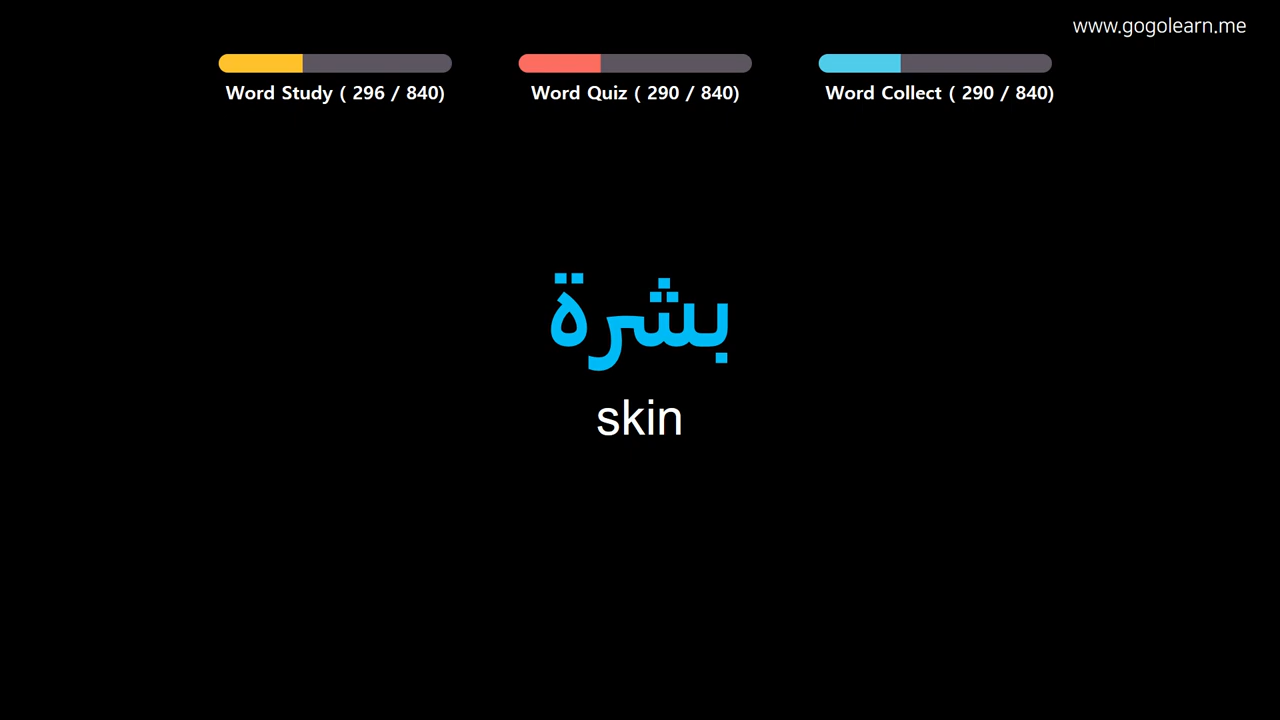 www.gogolearn.me
Word Study ( 296 / 840)
Word Quiz ( 290 / 840)
Word Collect ( 290 / 840)
بشرة
skin